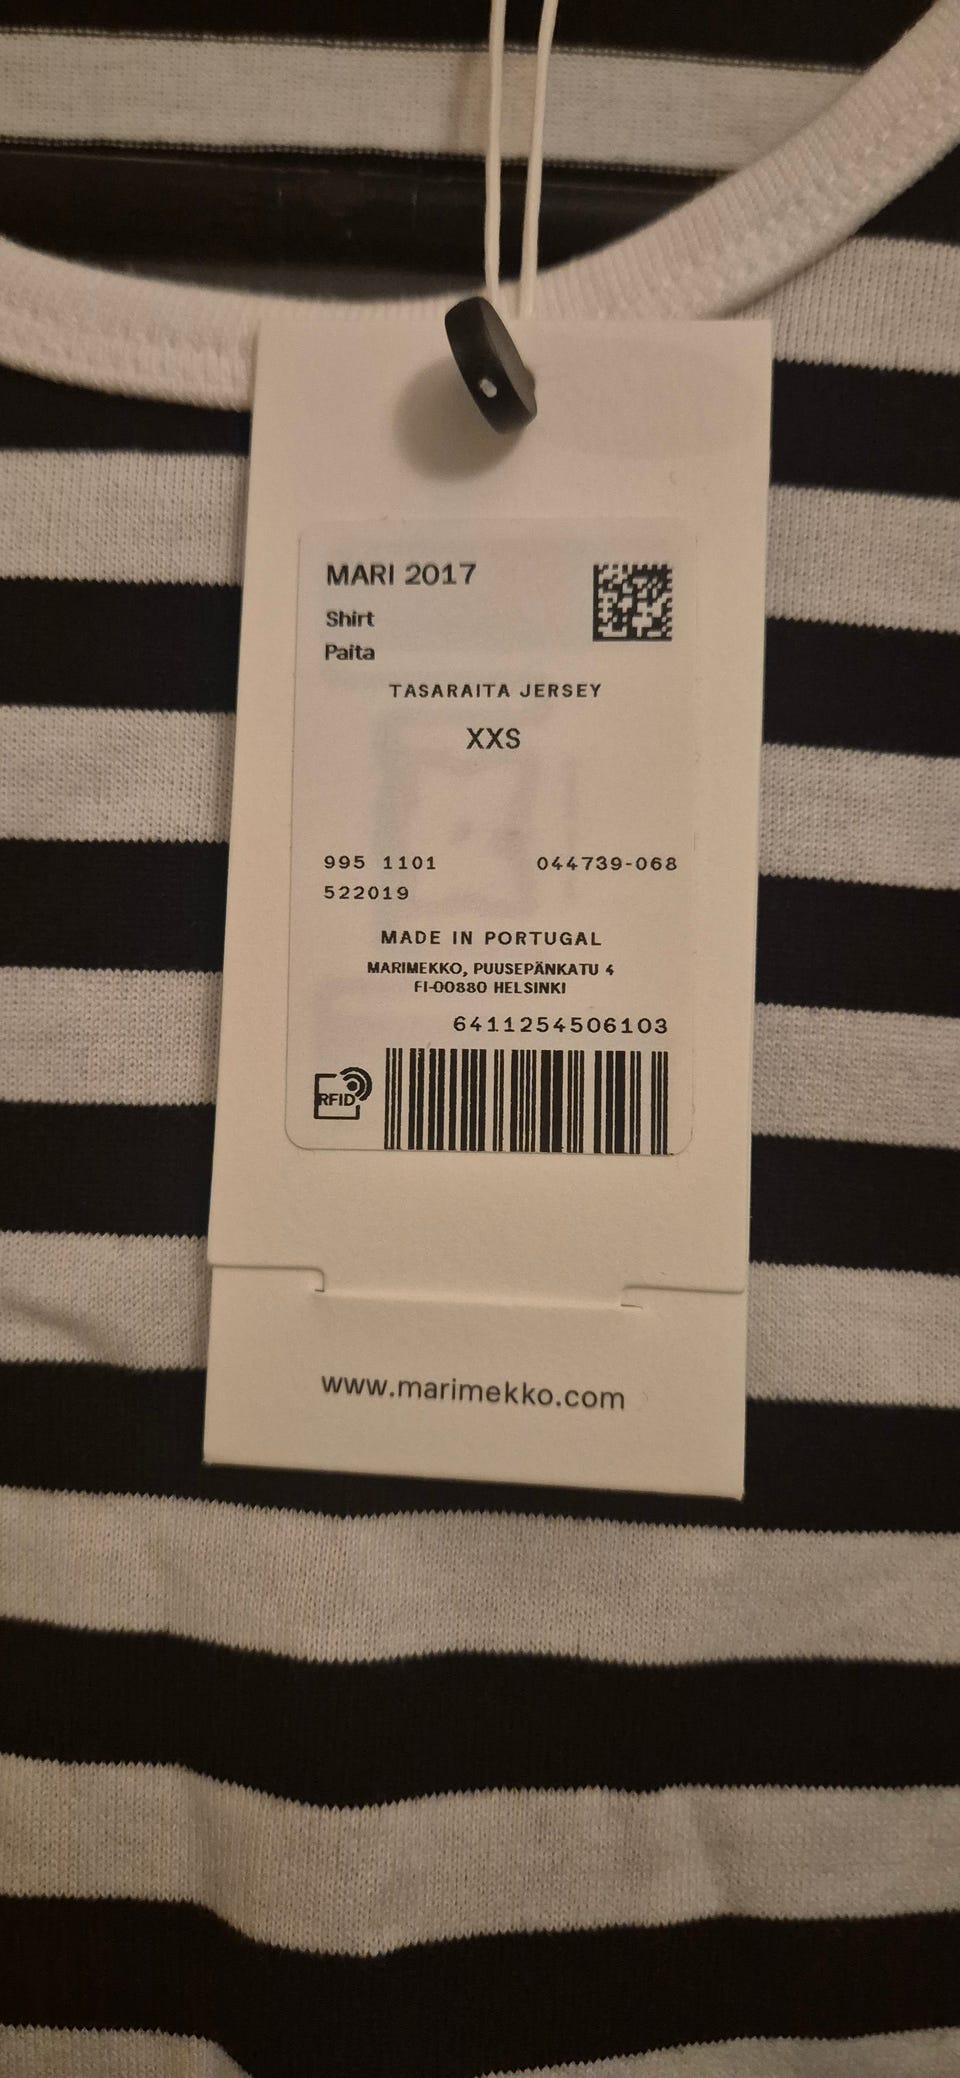 MARI 2017
Shirt
Paita
TASARAITA JERSEY
XXS
995 1101 044739-068
522019
MADE IN PORTUGAL
MARIMEKKO, PUUSEPÄNKATU 4
FI-00880 HELSINKI
6411254506103
RFID
www.marimekko.com